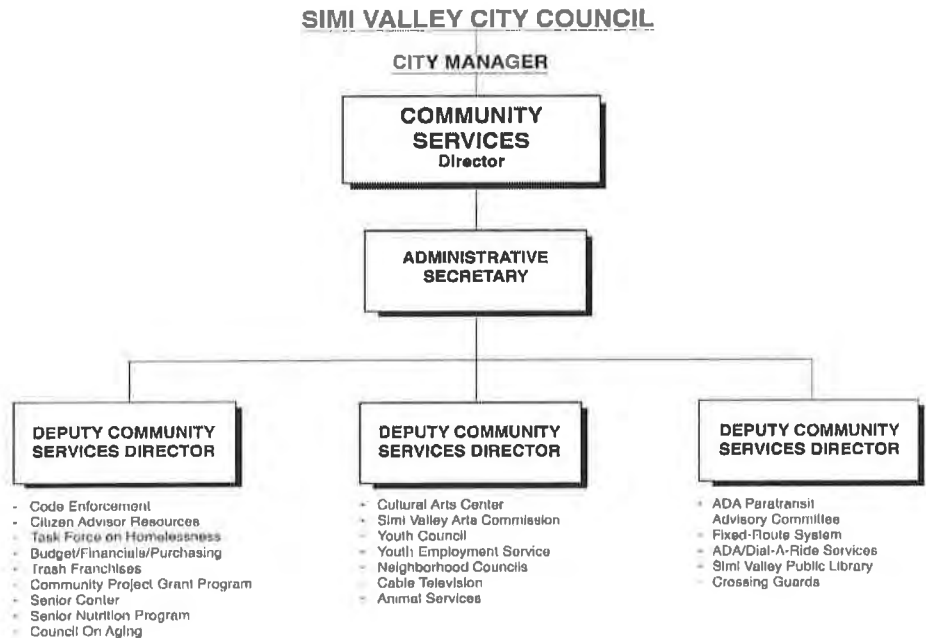 SIMI VALLEY CITY COUNCIL
CITY MANAGER
COMMUNITY
SERVICES
Director
ADMINISTRATIVE
SECRETARY
DEPUTY COMMUNITY
SERVICES DIRECTOR
- Code Enforcement
- Citizen Advisor Resources
- Task Force on Homelessness
- Budget/Financials/Purchasing
- Trash Franchises
- Community Project Grant Program
- Senior Center
- Senior Nutrition Program
- Council On Aging
DEPUTY COMMUNITY
SERVICES DIRECTOR
- Cultural Arts Center
- Simi Valley Arts Commission
- Youth Council
- Youth Employment Service
- Neighborhood Councils
- Cable Television
- Animal Services
DEPUTY COMMUNITY
SERVICES DIRECTOR
- ADA Paratransit
Advisory Committee
- Fixed-Route System
- ADA/Dial-A-Ride Services
- Simi Valley Public Library
- Crossing Guards